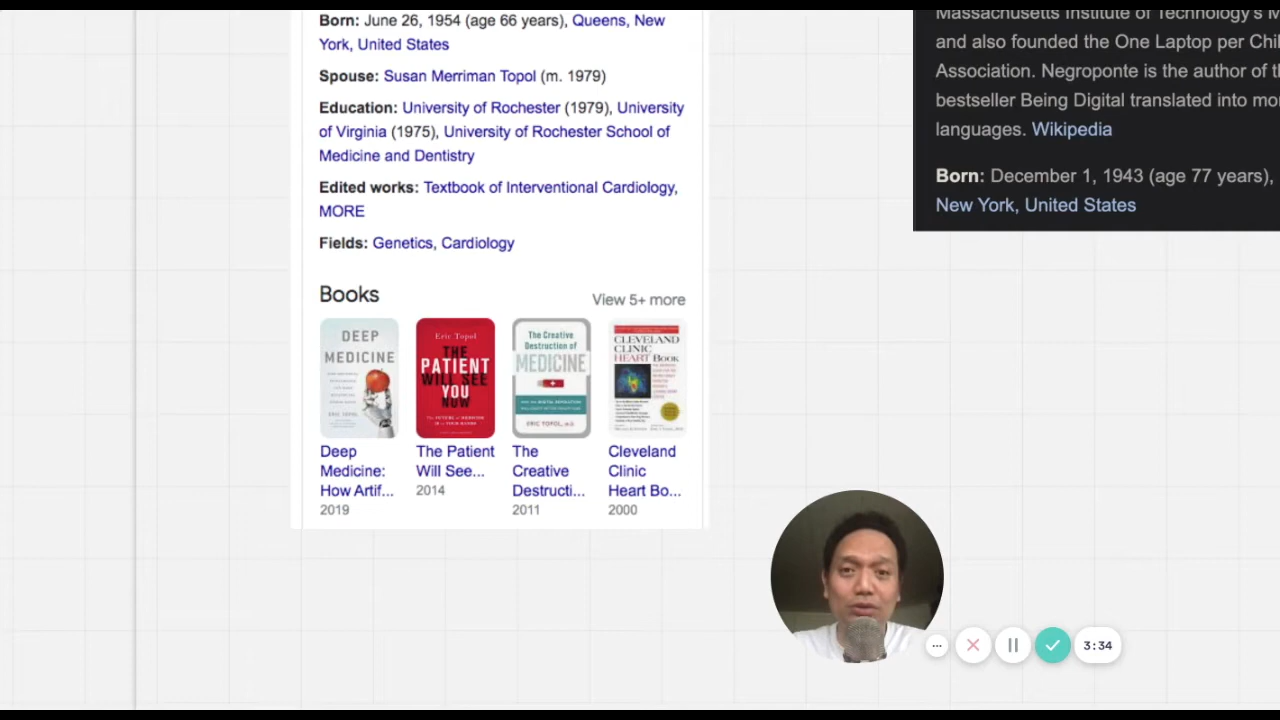 Born: June 26, 1954 (age 66 years), Queens, New
York, United States
Spouse: Susan Merriman Topol (m. 1979)
Education: University of Rochester (1979), University
of Virginia (1975), University of Rochester School of
Medicine and Dentistry
Edited works: Textbook of Interventional Cardiology,
MORE
Fields: Genetics, Cardiology
Books
View 5+ more
DEEP
MEDICINE
ERIC TOPOL
Eric Topol
THE
PATIENT
WILL SEE
YOU
NOW
The Creative
Destruction of
MEDICINE
ERIC TOPOL, M.D.
CLEVELAND
CLINIC
HEART BOOK
Deep
Medicine:
How Artif...
2019
The Patient
Will See...
2014
The
Creative
Destructi...
2011
Cleveland
Clinic
Heart Bo...
2000
Massachusetts Institute of Technology's M
and also founded the One Laptop per Chil
Association. Negroponte is the author of th
bestseller Being Digital translated into mor
languages. Wikipedia
Born: December 1, 1943 (age 77 years),
New York, United States
3:34